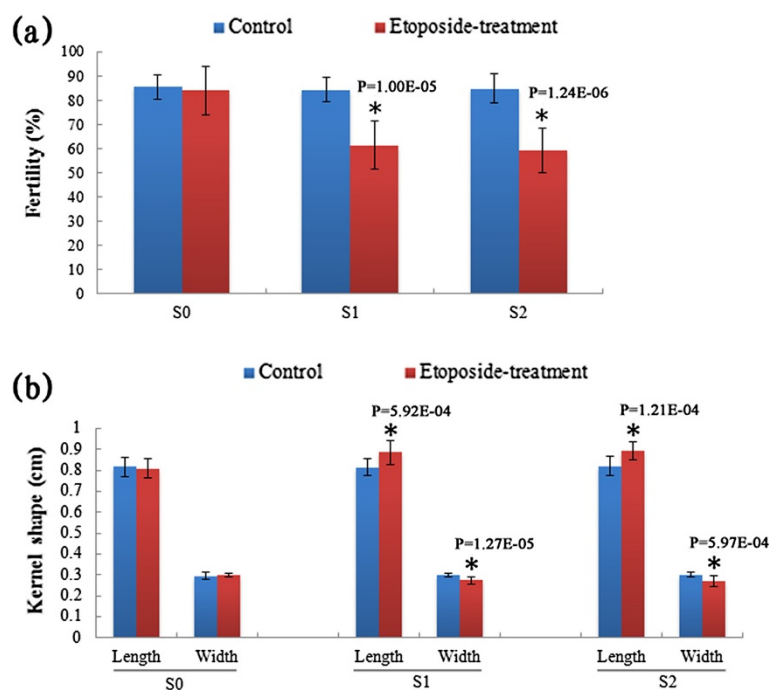 (a)
Control Etoposide-treatment
Fertility (%)
100
90
80
70
60
50
40
30
20
10
0
P=1.00E-05
*
P=1.24E-06
*
S0 S1 S2
(b)
Control Etoposide-treatment
Kernel shape (cm)
1
0.9
0.8
0.7
0.6
0.5
0.4
0.3
0.2
0.1
0
P=5.92E-04
*
P=1.27E-05
*
P=1.21E-04
*
P=5.97E-04
*
Length Width Length Width Length Width
S0 S1 S2